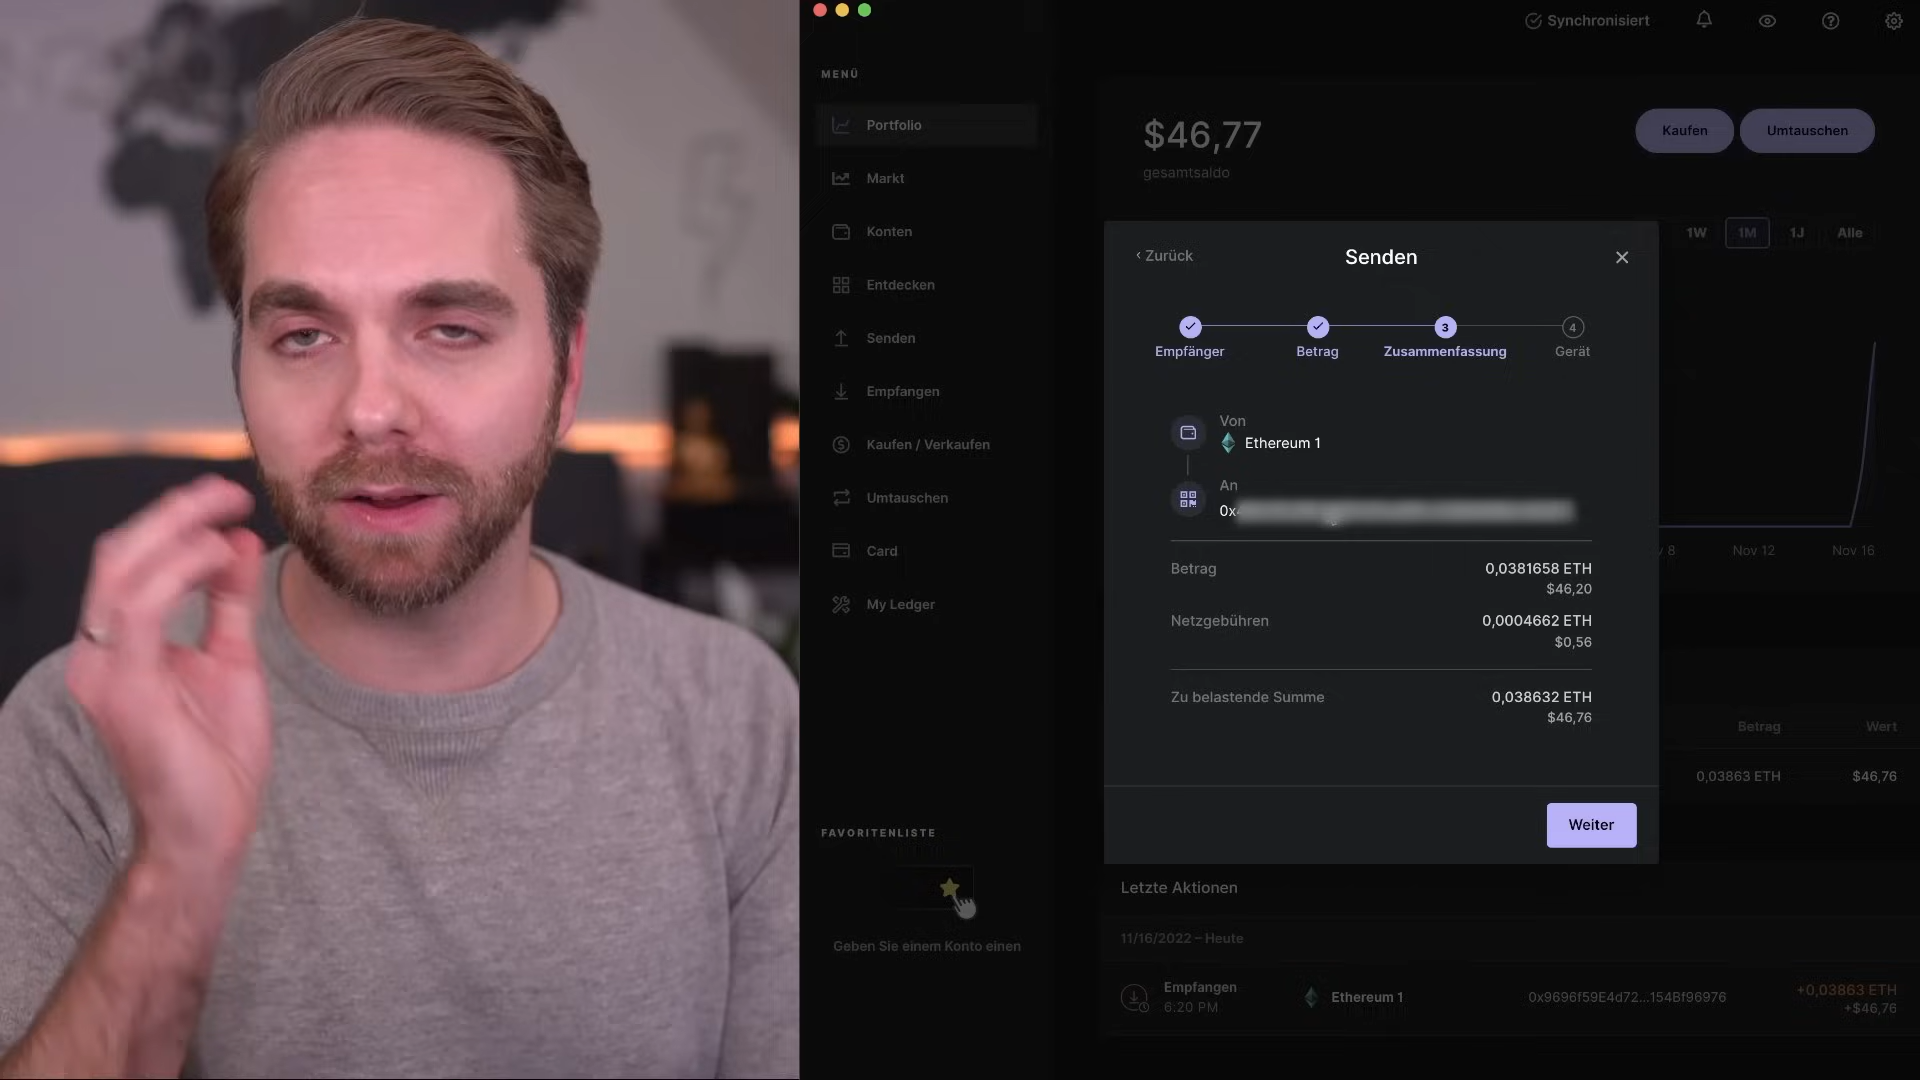 Synchronisiert
MENÜ
Portfolio
Markt
Konten
Entdecken
Senden
Empfangen
Kaufen / Verkaufen
Umtauschen
Card
My Ledger
FAVORITENLISTE
Geben Sie einem Konto einen
$46,77
gesamtsaldo
Kaufen
Umtauschen
1W 1M 1J Alle
Zurück
Senden
3 4
Empfänger Betrag Zusammenfassung Gerät
Von
Ethereum 1
An
0x
Betrag 0,0381658 ETH
$46,20
Netzgebühren 0,0004662 ETH
$0,56
Zu belastende Summe 0,038632 ETH
$46,76
Weiter
8 Nov 12 Nov 16
Betrag Wert
0,03863 ETH $46,76
Letzte Aktionen
11/16/2022 – Heute
Empfangen
6:20 PM
Ethereum 1
0x9696f59E4d72...154Bf96976
+0,03863 ETH
+$46,76